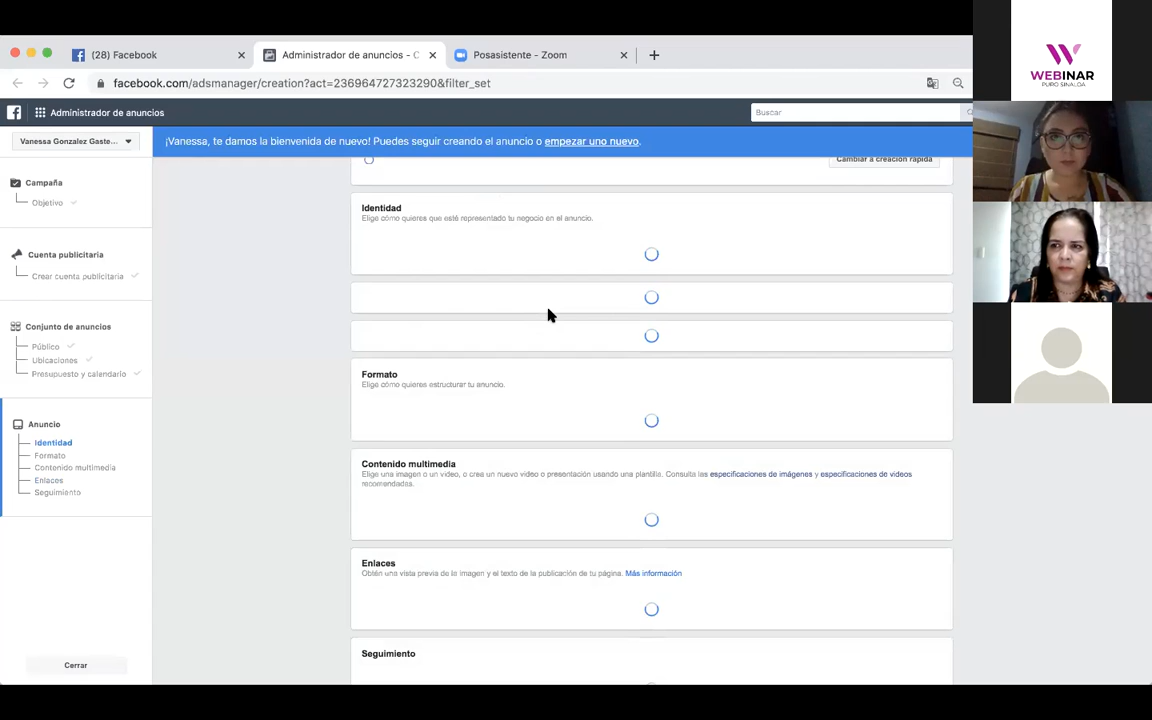 (28) Facebook
Administrador de anuncios - C
Posasistente - Zoom
facebook.com/adsmanager/creation?act=236964727323290&filter_set
Administrador de anuncios
Buscar
Vanessa Gonzalez Gaste...
¡Vanessa, te damos la bienvenida de nuevo! Puedes seguir creando el anuncio o empezar uno nuevo.
Cambiar a creación rápida
Campaña
Objetivo
Cuenta publicitaria
Crear cuenta publicitaria
Conjunto de anuncios
Público
Ubicaciones
Presupuesto y calendario
Anuncio
Identidad
Formato
Contenido multimedia
Enlaces
Seguimiento
Cerrar
Identidad
Elige cómo quieres que esté representado tu negocio en el anuncio.
Formato
Elige cómo quieres estructurar tu anuncio.
Contenido multimedia
Elige una imagen o un video, o crea un nuevo video o presentación usando una plantilla. Consulta las especificaciones de imágenes y especificaciones de videos
recomendadas.
Enlaces
Obtén una vista previa de la imagen y el texto de la publicación de tu página. Más información
Seguimiento
WEBINAR
PURO SINALOA